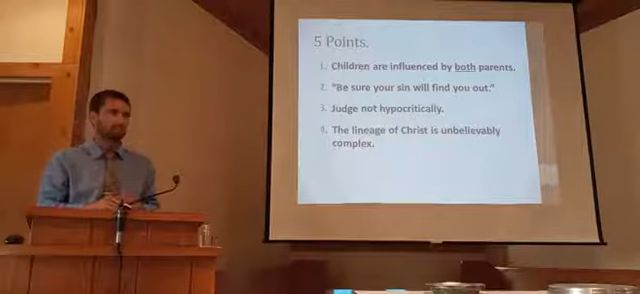 5 Points.
1. Children are influenced by both parents.
2. "Be sure your sin will find you out."
3. Judge not hypocritically.
4. The lineage of Christ is unbelievably
complex.